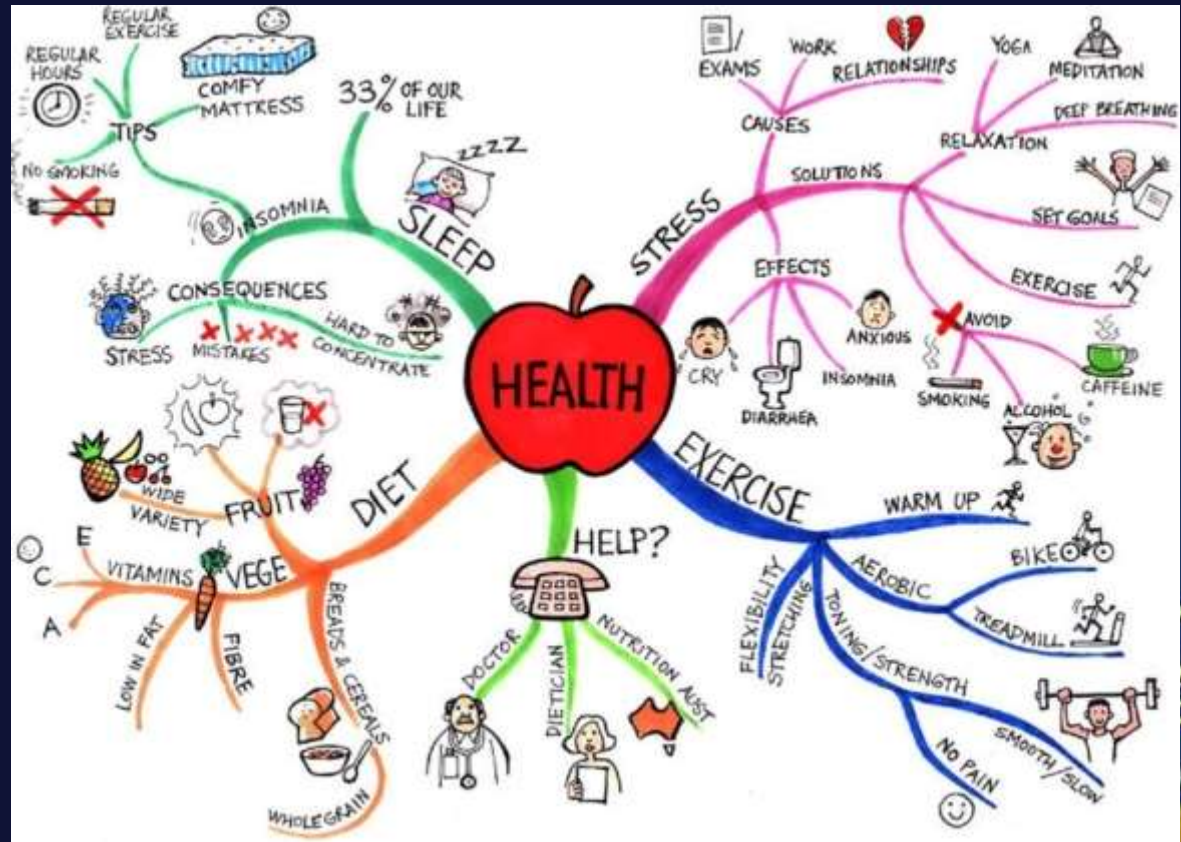 HEALTH
SLEEP
33% OF OUR
LIFE
ZZZZ
INSOMNIA
TIPS
REGULAR
EXERCISE
REGULAR
HOURS
COMFY
MATTRESS
NO SMOKING
CONSEQUENCES
STRESS
MISTAKES
HARD TO
CONCENTRATE
STRESS
CAUSES
EXAMS
WORK
RELATIONSHIPS
SOLUTIONS
RELAXATION
YOGA
MEDITATION
DEEP BREATHING
SET GOALS
EXERCISE
AVOID
SMOKING
ALCOHOL
CAFFEINE
EFFECTS
CRY
DIARRHEA
INSOMNIA
ANXIOUS
DIET
FRUIT
WIDE
VARIETY
VEGE
VITAMINS
E
C
A
LOW IN FAT
FIBRE
BREADS & CEREALS
WHOLEGRAIN
HELP?
DOCTOR
DIETICIAN
NUTRITION AUST
EXERCISE
WARM UP
AEROBIC
BIKE
TREADMILL
TONING/STRENGTH
SMOOTH/SLOW
NO PAIN
FLEXIBILITY
STRETCHING